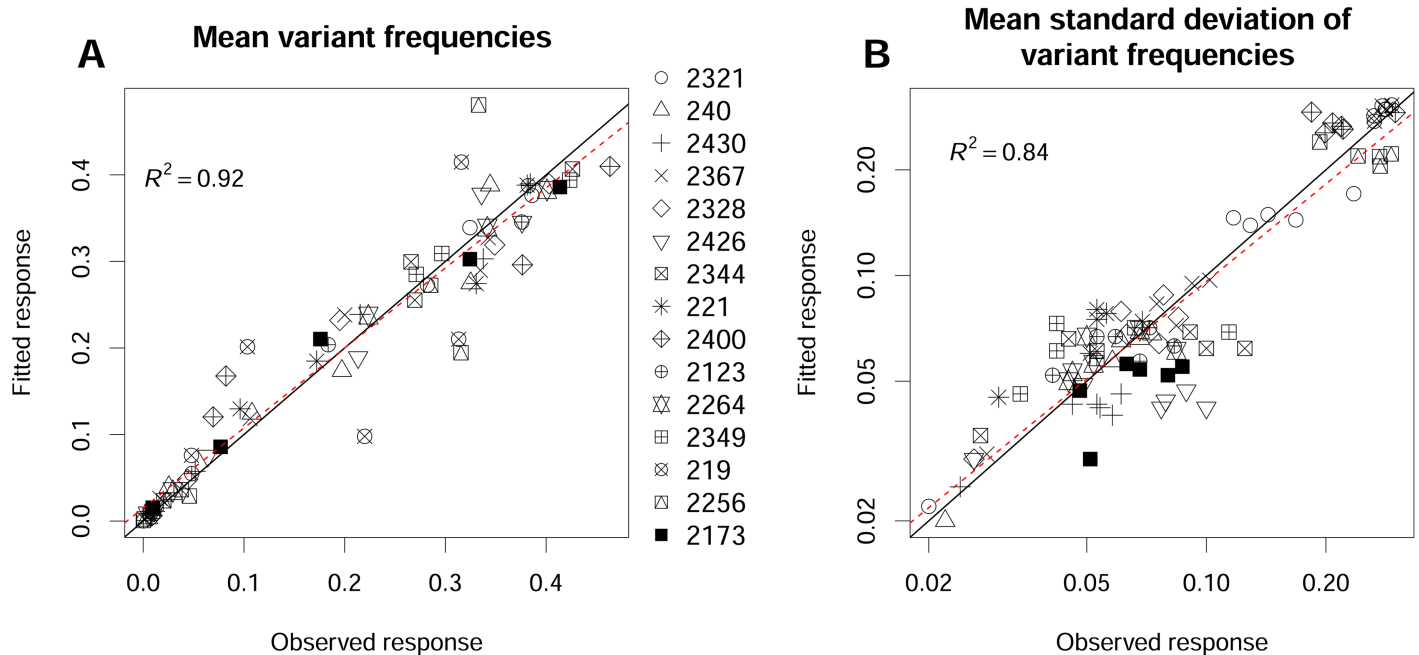 A
Mean variant frequencies
R² = 0.92
Fitted response
0.4
0.3
0.2
0.1
0.0
0.0 0.1 0.2 0.3 0.4
Observed response
2321
240
2430
2367
2328
2426
2344
221
2400
2123
2264
2349
219
2256
2173
B
Mean standard deviation of
variant frequencies
R² = 0.84
Fitted response
0.20
0.10
0.05
0.02
0.02 0.05 0.10 0.20
Observed response